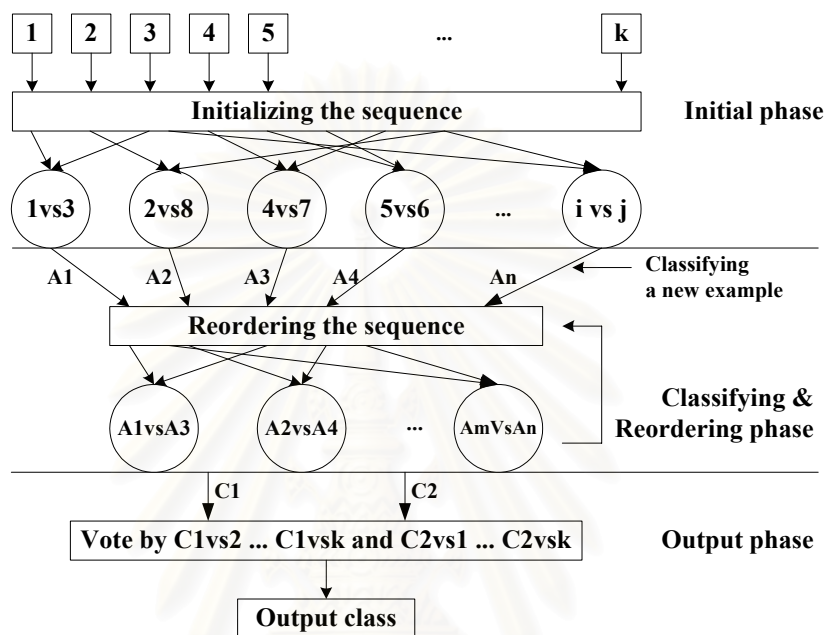 1 2 3 4 5 ... k
Initializing the sequence
Initial phase
1vs3 2vs8 4vs7 5vs6 ... i vs j
A1 A2 A3 A4 An
Classifying
a new example
Reordering the sequence
A1vsA3 A2vsA4 ... AmVsAn
Classifying &
Reordering phase
C1 C2
Vote by C1vs2 ... C1vsk and C2vs1 ... C2vsk
Output phase
Output class